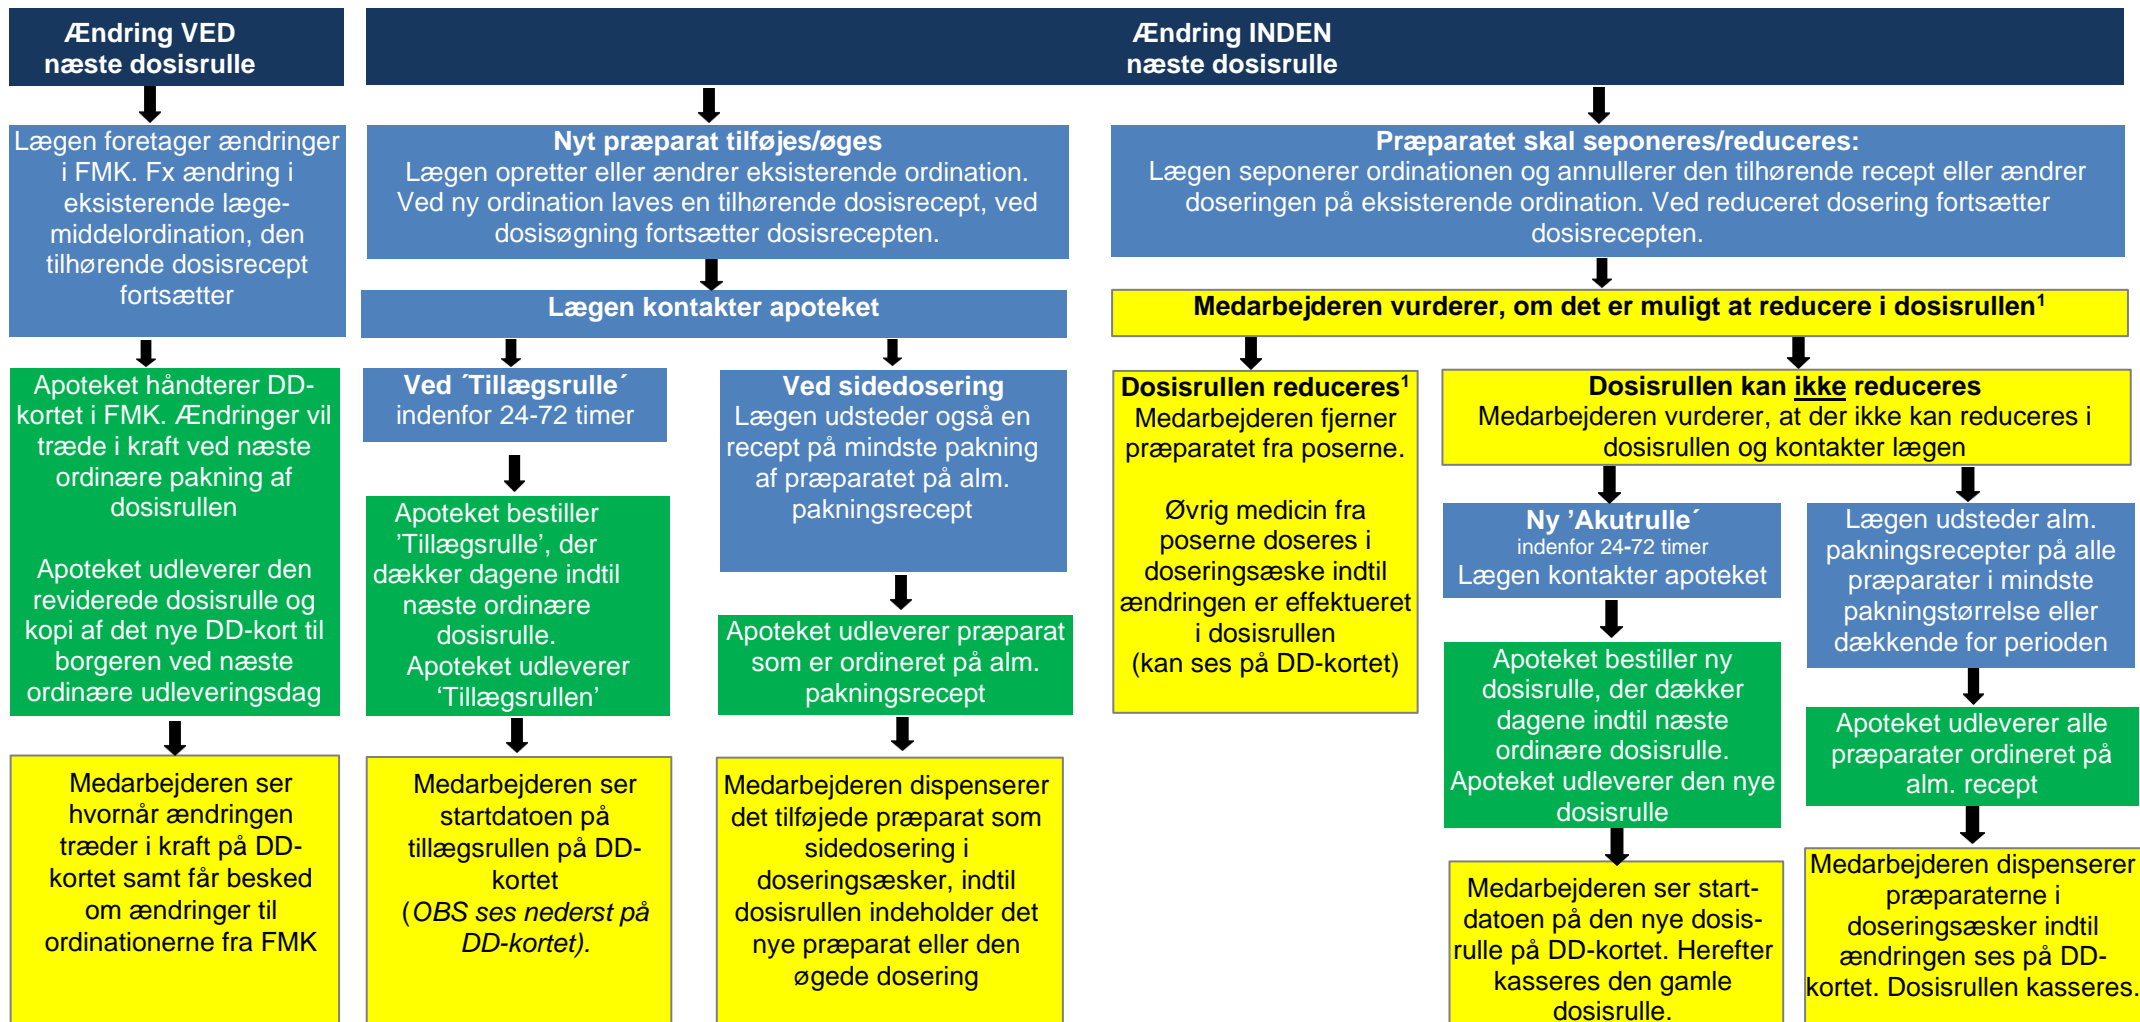 Ændring VED
næste dosisrulle
Ændring INDEN
næste dosisrulle
Lægen foretager ændringer
i FMK. Fx ændring i
eksisterende læge-
middelordination, den
tilhørende dosisrecept
fortsætter
Apoteket håndterer DD-
kortet i FMK. Ændringer vil
træde i kraft ved næste
ordinære pakning af
dosisrullen
Apoteket udleverer den
reviderede dosisrulle og
kopi af det nye DD-kort til
borgeren ved næste
ordinære udleveringsdag
Medarbejderen ser
hvornår ændringen
træder i kraft på DD-
kortet samt får besked
om ændringer til
ordinationerne fra FMK
Nyt præparat tilføjes/øges
Lægen opretter eller ændrer eksisterende ordination.
Ved ny ordination laves en tilhørende dosisrecept, ved
dosisøgning fortsætter dosisrecepten.
Lægen kontakter apoteket
Ved ´Tillægsrulle´
indenfor 24-72 timer
Apoteket bestiller
’Tillægsrulle’, der
dækker dagene indtil
næste ordinære
dosisrulle.
Apoteket udleverer
‘Tillægsrullen’
Medarbejderen ser
startdatoen på
tillægsrullen på DD-
kortet
(OBS ses nederst på
DD-kortet).
Ved sidedosering
Lægen udsteder også en
recept på mindste pakning
af præparatet på alm.
pakningsrecept
Apoteket udleverer præparat
som er ordineret på alm.
pakningsrecept
Medarbejderen dispenserer
det tilføjede præparat som
sidedosering i
doseringsæsker, indtil
dosisrullen indeholder det
nye præparat eller den
øgede dosering
Præparatet skal seponeres/reduceres:
Lægen seponerer ordinationen og annullerer den tilhørende recept eller ændrer
doseringen på eksisterende ordination. Ved reduceret dosering fortsætter
dosisrecepten.
Medarbejderen vurderer, om det er muligt at reducere i dosisrullen¹
Dosisrullen reduceres¹
Medarbejderen fjerner
præparatet fra poserne.
Øvrig medicin fra
poserne doseres i
doseringsæske indtil
ændringen er effektueret
i dosisrullen
(kan ses på DD-kortet)
Dosisrullen kan ikke reduceres
Medarbejderen vurderer, at der ikke kan reduceres i
dosisrullen og kontakter lægen
Ny ’Akutrulle´
indenfor 24-72 timer
Lægen kontakter apoteket
Apoteket bestiller ny
dosisrulle, der dækker
dagene indtil næste
ordinære dosisrulle.
Apoteket udleverer den nye
dosisrulle
Medarbejderen ser start-
datoen på den nye dosis-
rulle på DD-kortet. Herefter
kasseres den gamle
dosisrulle.
Lægen udsteder alm.
pakningsrecepter på alle
præparater i mindste
pakningstørrelse eller
dækkende for perioden
Apoteket udleverer alle
præparater ordineret på
alm. recept
Medarbejderen dispenserer
præparaterne i
doseringsæsker indtil
ændringen ses på DD-
kortet. Dosisrullen kasseres.